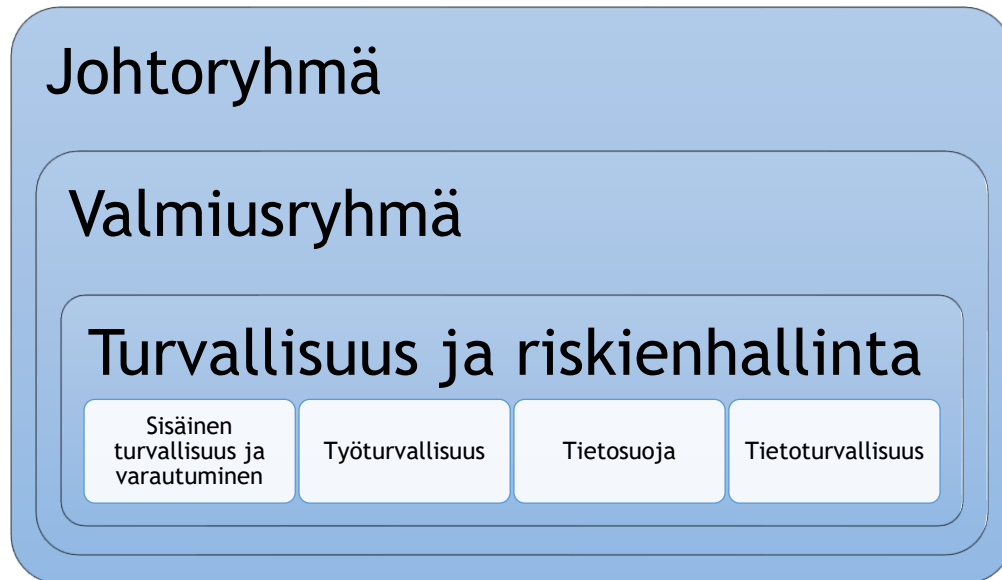 Johtoryhmä
Valmiusryhmä
Turvallisuus ja riskienhallinta
Sisäinen
turvallisuus ja
varautuminen
Työturvallisuus
Tietosuoja
Tietoturvallisuus